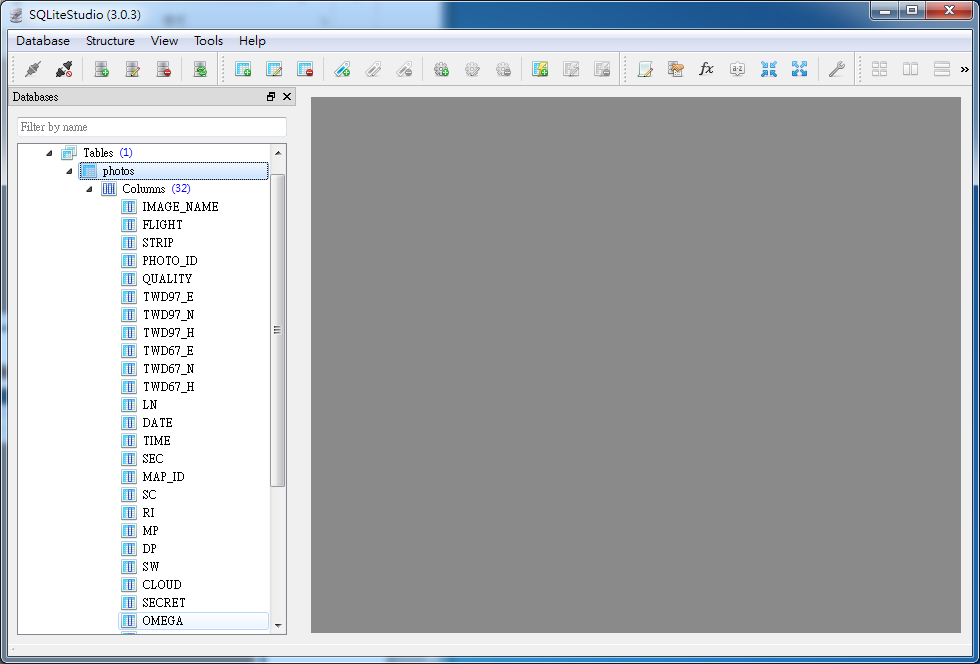 SQLiteStudio (3.0.3)
Database Structure View Tools Help
fx a-z »
Databases
Filter by name
Tables (1)
photos
Columns (32)
IMAGE_NAME
FLIGHT
STRIP
PHOTO_ID
QUALITY
TWD97_E
TWD97_N
TWD97_H
TWD67_E
TWD67_N
TWD67_H
LN
DATE
TIME
SEC
MAP_ID
SC
RI
MP
DP
SW
CLOUD
SECRET
OMEGA